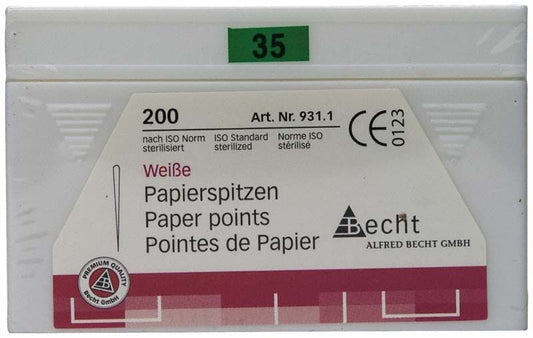 35
200 Art. Nr. 931.1
nach ISO Norm ISO Standard Norme ISO
sterilisiert sterilized stérilisé
CE 0123
Weiße
Papierspitzen
Paper points
Pointes de Papier
Becht
ALFRED BECHT GMBH
PREMIUM QUALITY
Becht GmbH